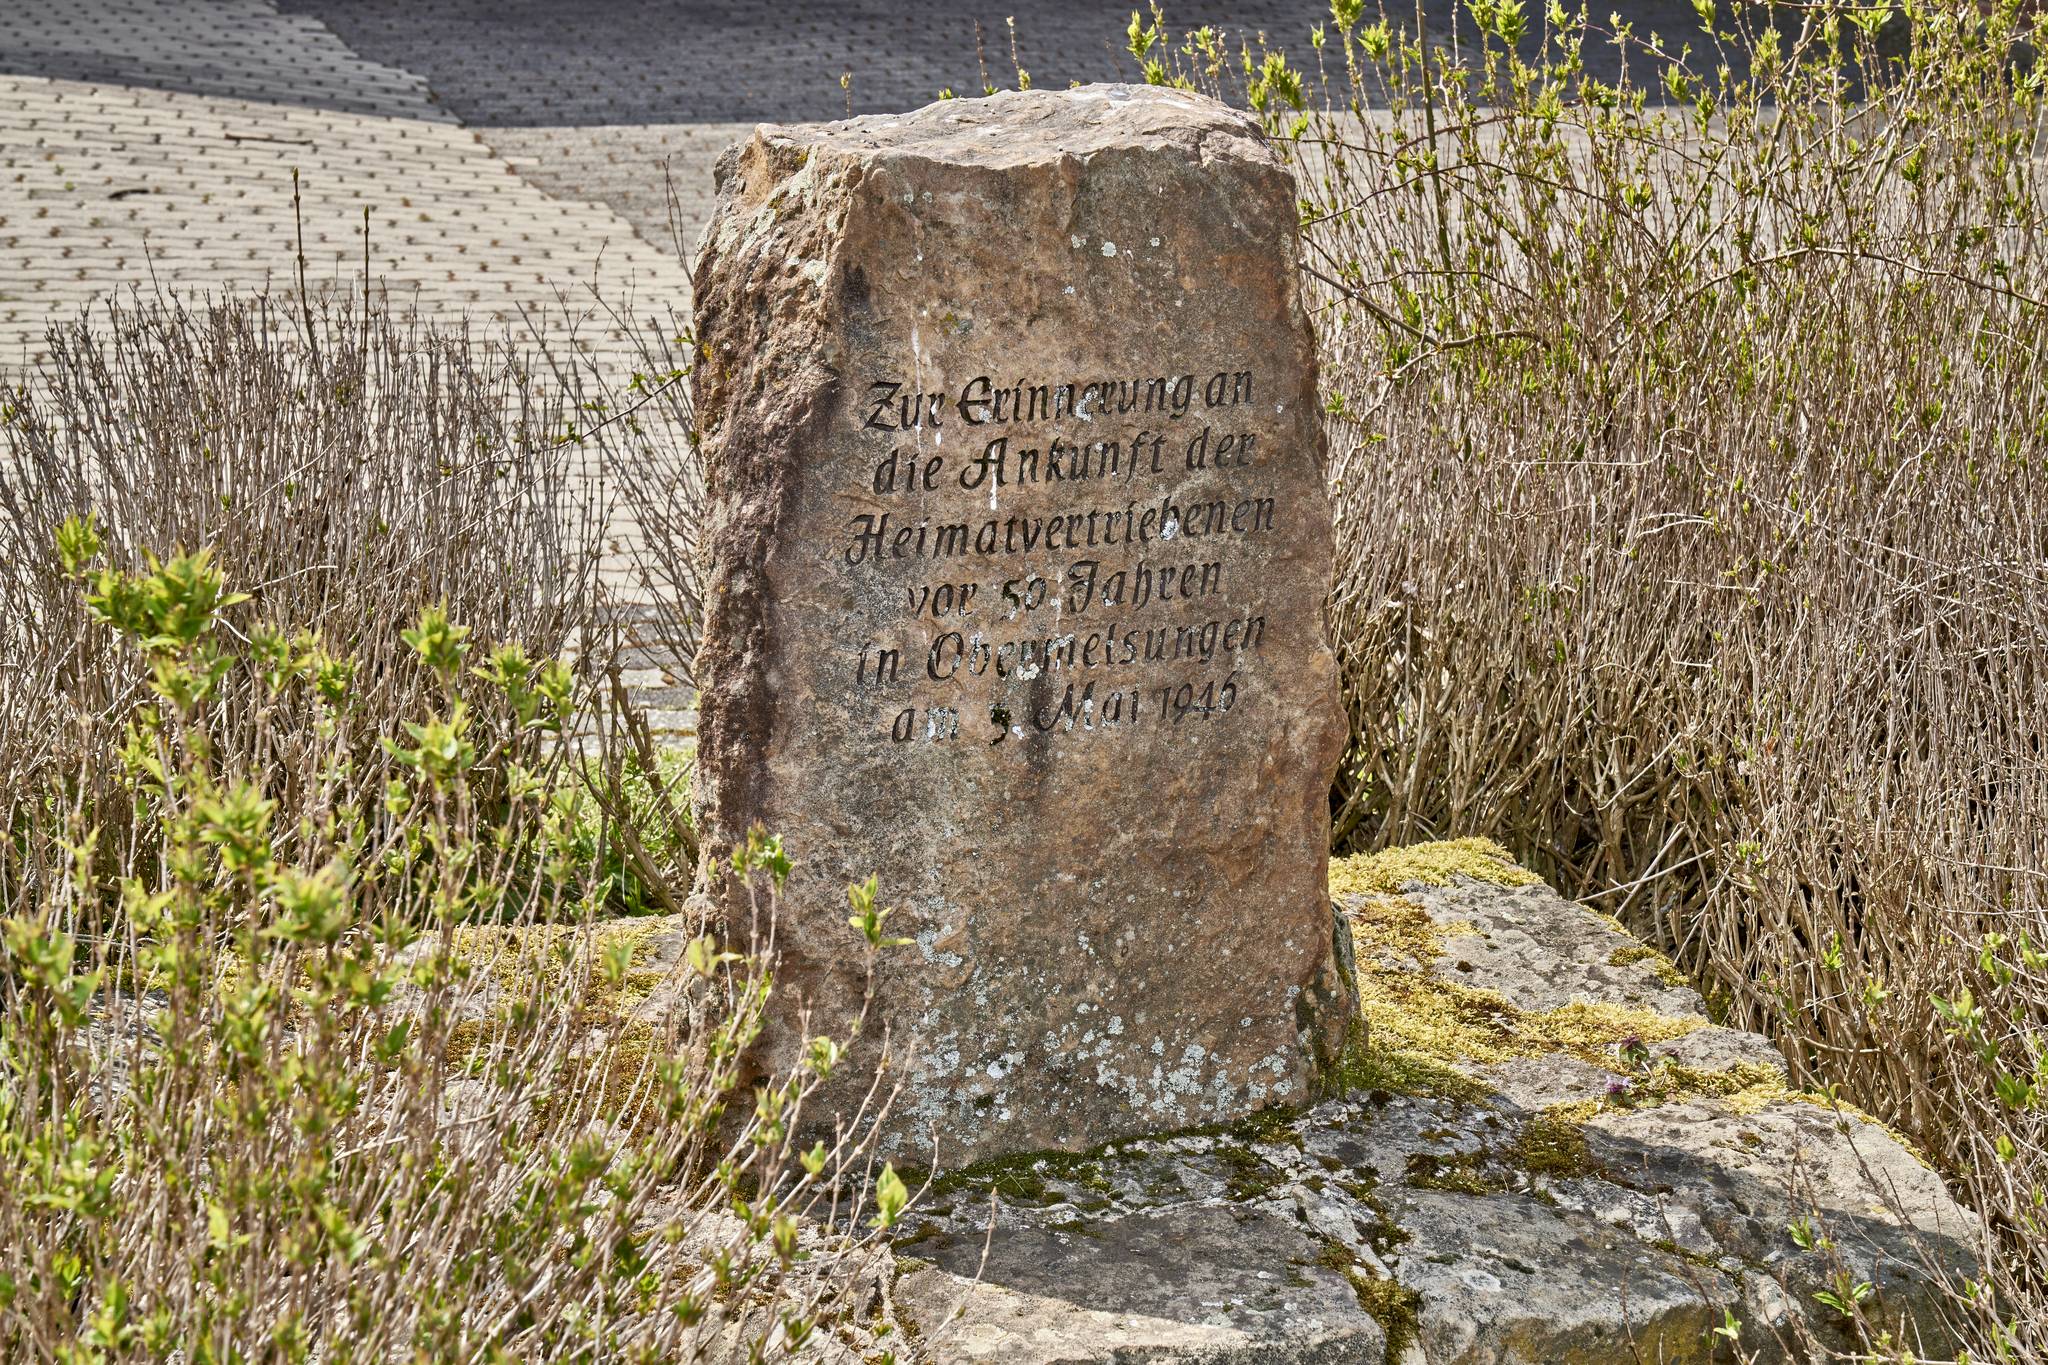 Zur Erinnerung an
die Ankunft der
Heimatvertriebenen
vor 50 Jahren
in Obermelsungen
am 5. Mai 1946